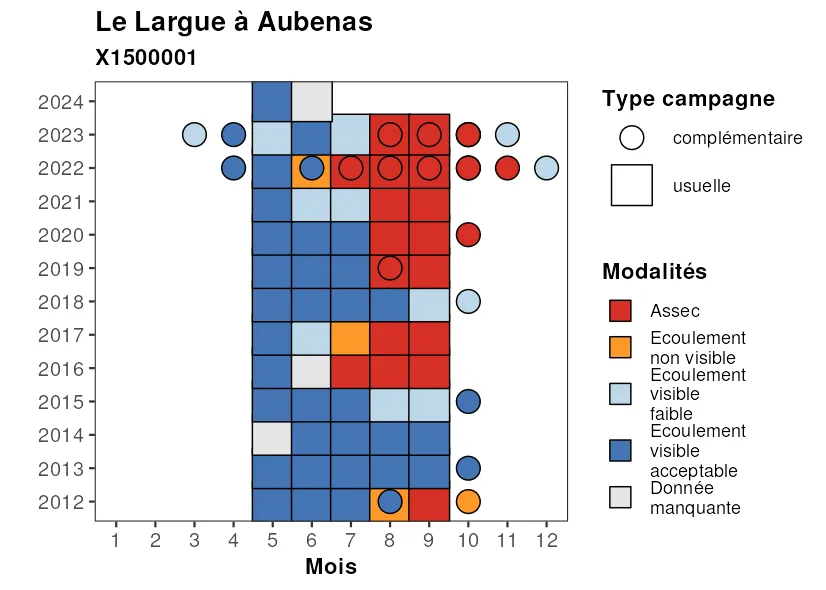 Le Largue à Aubenas
X1500001
2024
2023
2022
2021
2020
2019
2018
2017
2016
2015
2014
2013
2012
1 2 3 4 5 6 7 8 9 10 11 12
Mois
Type campagne
complémentaire
usuelle
Modalités
Assec
Ecoulement
non visible
Ecoulement
visible
faible
Ecoulement
visible
acceptable
Donnée
manquante